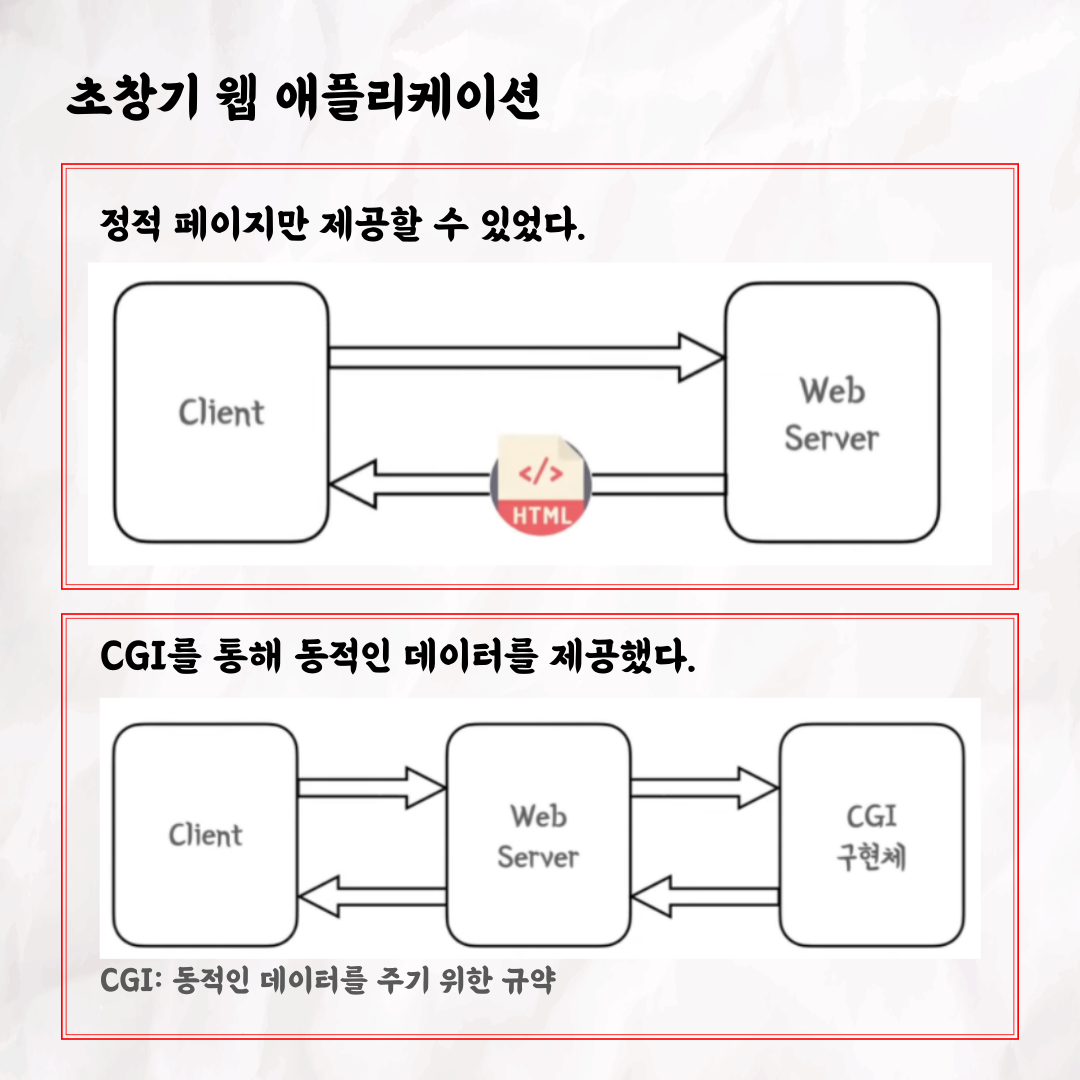 초창기 웹 애플리케이션
정적 페이지만 제공할 수 있었다.
Client
Web
Server
</>
HTML
CGI를 통해 동적인 데이터를 제공했다.
Client
Web
Server
CGI
구현체
CGI: 동적인 데이터를 주기 위한 규약